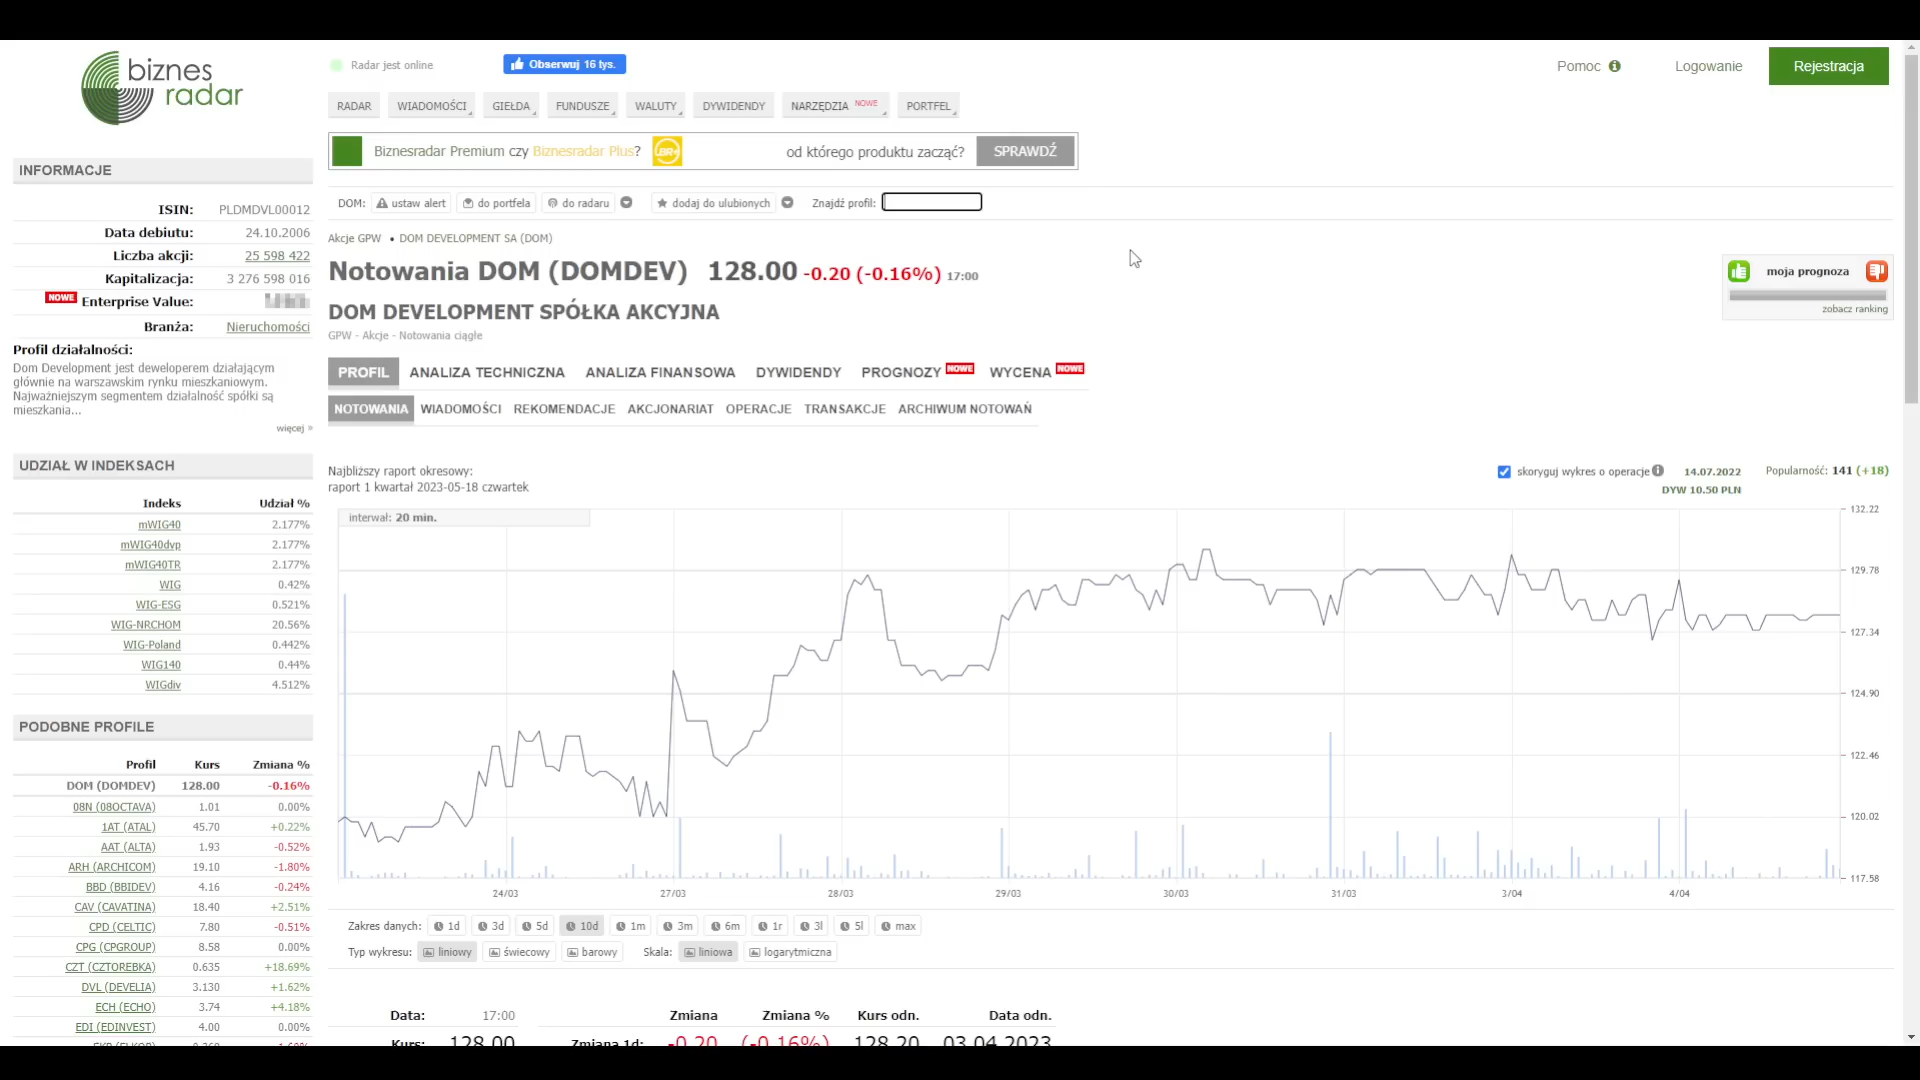 biznes
radar
Radar jest online
Obserwuj 16 tys.
Pomoc
Logowanie
Rejestracja
RADAR
WIADOMOŚCI
GIEŁDA
FUNDUSZE
WALUTY
DYWIDENDY
NARZĘDZIA NOWE
PORTFEL
Biznesradar Premium czy Biznesradar Plus? BR+ od którego produktu zacząć? SPRAWDŹ
DOM: ustaw alert do portfela do radaru dodaj do ulubionych Znajdź profil:
Akcje GPW • DOM DEVELOPMENT SA (DOM)
Notowania DOM (DOMDEV) 128.00 -0.20 (-0.16%) 17:00
DOM DEVELOPMENT SPÓŁKA AKCYJNA
GPW - Akcje - Notowania ciągłe
moja prognoza
zobacz ranking
PROFIL ANALIZA TECHNICZNA ANALIZA FINANSOWA DYWIDENDY PROGNOZY NOWE WYCENA NOWE
NOTOWANIA WIADOMOŚCI REKOMENDACJE AKCJONARIAT OPERACJE TRANSAKCJE ARCHIWUM NOTOWAŃ
INFORMACJE
ISIN: PLDMDVL00012
Data debiutu: 24.10.2006
Liczba akcji: 25 598 422
Kapitalizacja: 3 276 598 016
NOWE Enterprise Value:
Branża: Nieruchomości
Profil działalności:
Dom Development jest deweloperem działającym
głównie na warszawskim rynku mieszkaniowym.
Najważniejszym segmentem działalność spółki są
mieszkania...
więcej »
UDZIAŁ W INDEKSACH
Indeks Udział %
mWIG40 2.177%
mWIG40dvp 2.177%
mWIG40TR 2.177%
WIG 0.42%
WIG-ESG 0.521%
WIG-NRCHOM 20.56%
WIG-Poland 0.442%
WIG140 0.44%
WIGdiv 4.512%
PODOBNE PROFILE
Profil Kurs Zmiana %
DOM (DOMDEV) 128.00 -0.16%
08N (08OCTAVA) 1.01 0.00%
1AT (ATAL) 45.70 +0.22%
AAT (ALTA) 1.93 -0.52%
ARH (ARCHICOM) 19.10 -1.80%
BBD (BBIDEV) 4.16 -0.24%
CAV (CAVATINA) 18.40 +2.51%
CPD (CELTIC) 7.80 -0.51%
CPG (CPGROUP) 8.58 0.00%
CZT (CZTOREBKA) 0.635 +18.69%
DVL (DEVELIA) 3.130 +1.62%
ECH (ECHO) 3.74 +4.18%
EDI (EDINVEST) 4.00 0.00%
Najbliższy raport okresowy:
raport 1 kwartał 2023-05-18 czwartek
skoryguj wykres o operacje 14.07.2022 Popularność: 141 (+18)
DYW 10.50 PLN
interwał: 20 min.
132.22
129.78
127.34
124.90
122.46
120.02
117.58
24/03 27/03 28/03 29/03 30/03 31/03 3/04 4/04
Zakres danych: 1d 3d 5d 10d 1m 3m 6m 1r 3l 5l max
Typ wykresu: liniowy świecowy barowy Skala: liniowa logarytmiczna
Data: 17:00 Zmiana Zmiana % Kurs odn. Data odn.
Kurs: 128.00 Zmiana 1d: -0.20 (-0.16%) 128.20 03.04.2023